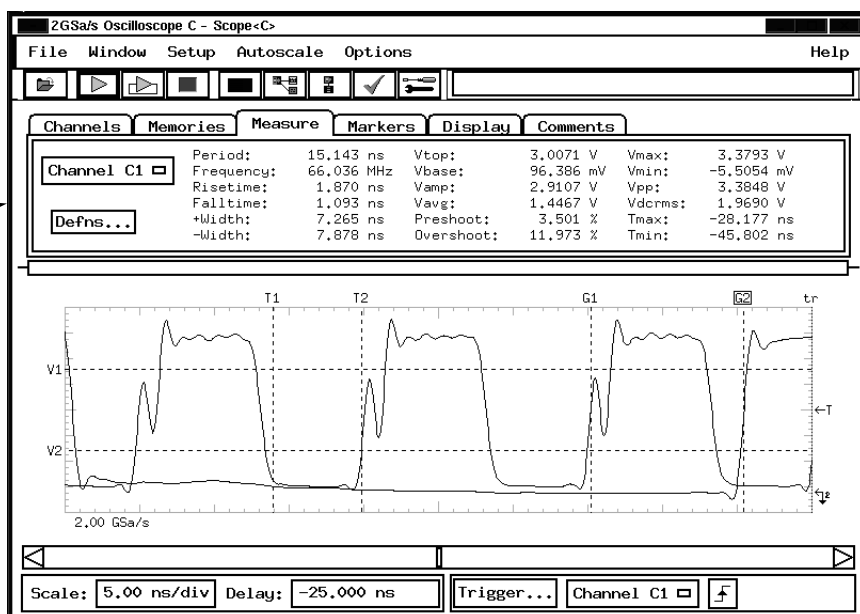 2GSa/s Oscilloscope C - Scope<C>
File Window Setup Autoscale Options Help
Channels Memories Measure Markers Display Comments
Channel C1
Defns...
Period: 15.143 ns Vtop: 3.0071 V Vmax: 3.3793 V
Frequency: 66.036 MHz Vbase: 96.386 mV Vmin: -5.5054 mV
Risetime: 1.870 ns Vamp: 2.9107 V Vpp: 3.3848 V
Falltime: 1.093 ns Vavg: 1.4467 V Vdcrms: 1.9690 V
+Width: 7.265 ns Preshoot: 3.501 % Tmax: -28.177 ns
-Width: 7.878 ns Overshoot: 11.973 % Tmin: -45.802 ns
T1 T2 G1 G2 tr
V1
T
V2
2
2.00 GSa/s
Scale: 5.00 ns/div Delay: -25.000 ns Trigger... Channel C1